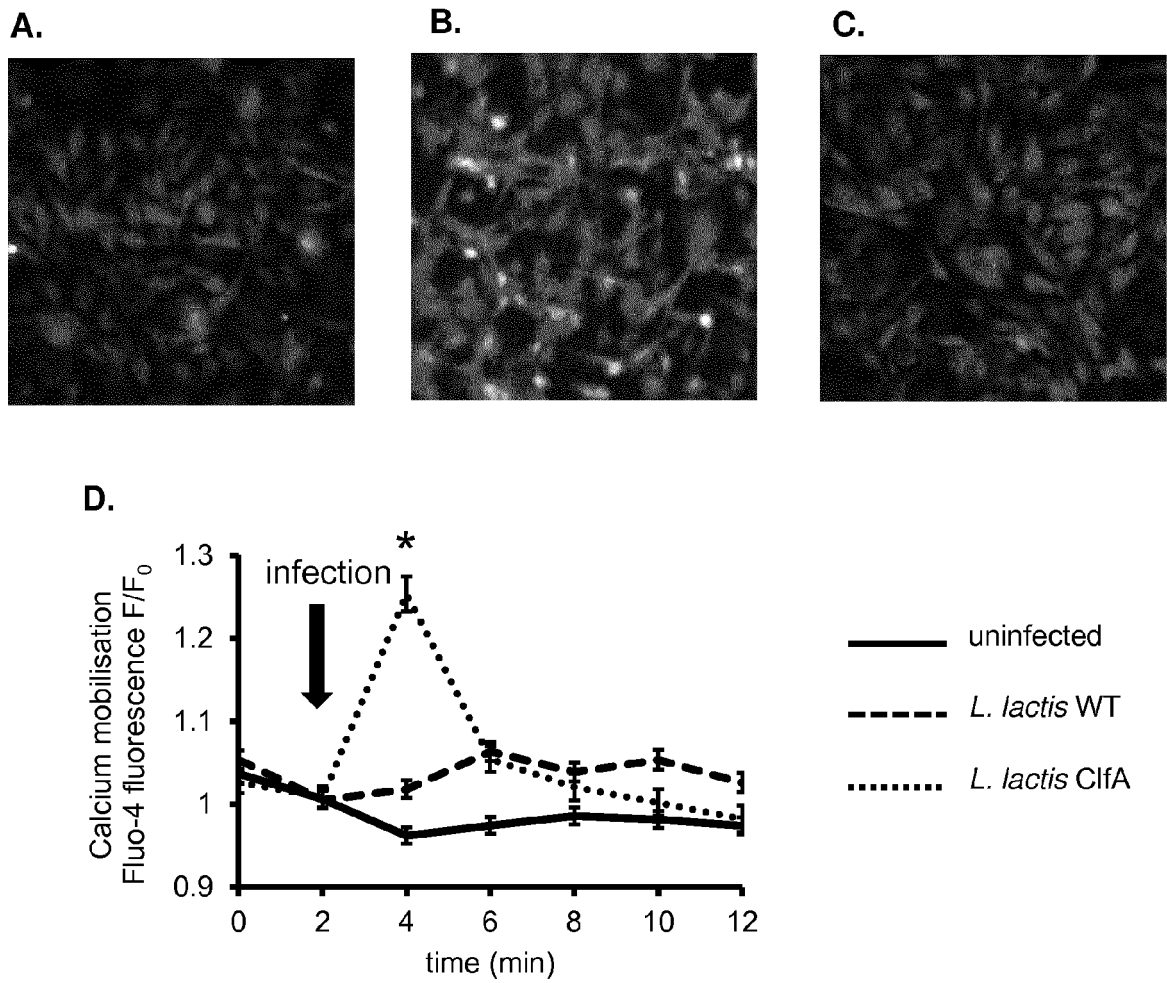 A.
B.
C.
D.
Calcium mobilisation
Fluo-4 fluorescence F/F0
1.3
1.2
1.1
1
0.9
infection
*
0
2
4
6
8
10
12
time (min)
uninfected
L. lactis WT
L. lactis ClfA